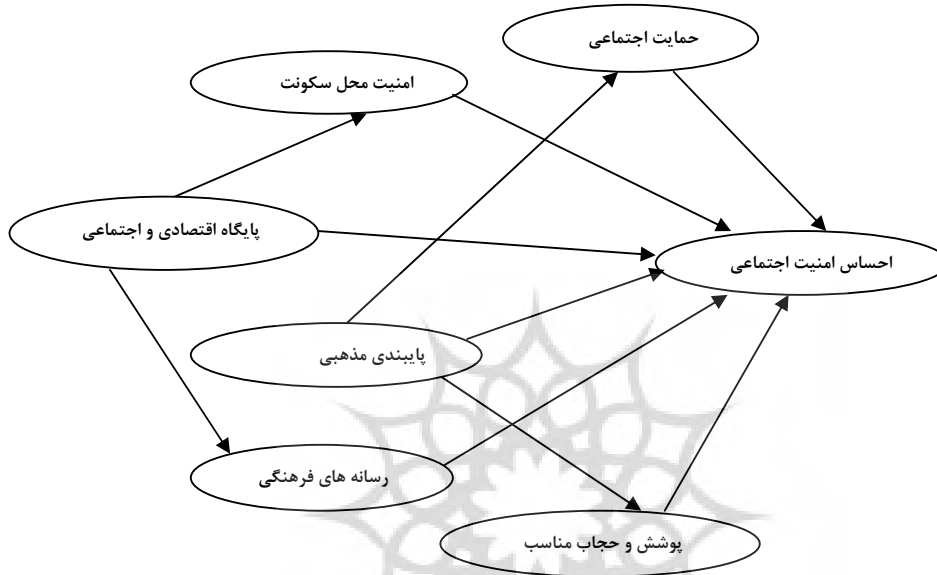 حمایت اجتماعی
امنیت محل سکونت
پایگاه اقتصادی و اجتماعی
احساس امنیت اجتماعی
پایبندی مذهبی
رسانه های فرهنگی
پوشش و حجاب مناسب